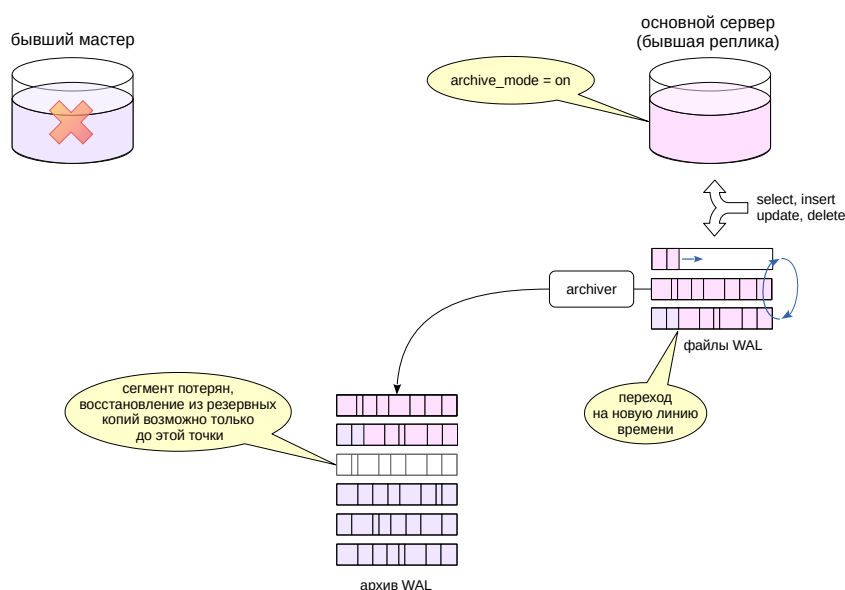 бывший мастер
основной сервер
(бывшая реплика)
archive_mode = on
select, insert
update, delete
archiver
файлы WAL
сегмент потерян,
восстановление из резервных
копий возможно только
до этой точки
переход
на новую линию
времени
архив WAL